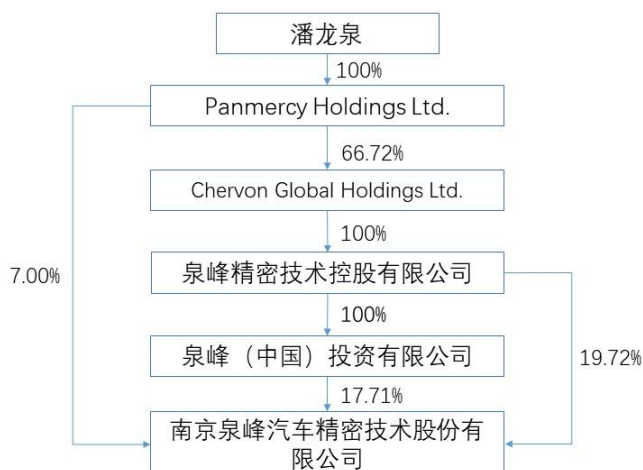 潘龙泉
100%
Panmercy Holdings Ltd.
66.72%
Chervon Global Holdings Ltd.
100%
7.00%
泉峰精密技术控股有限公司
100%
泉峰（中国）投资有限公司
19.72%
17.71%
南京泉峰汽车精密技术股份有
限公司